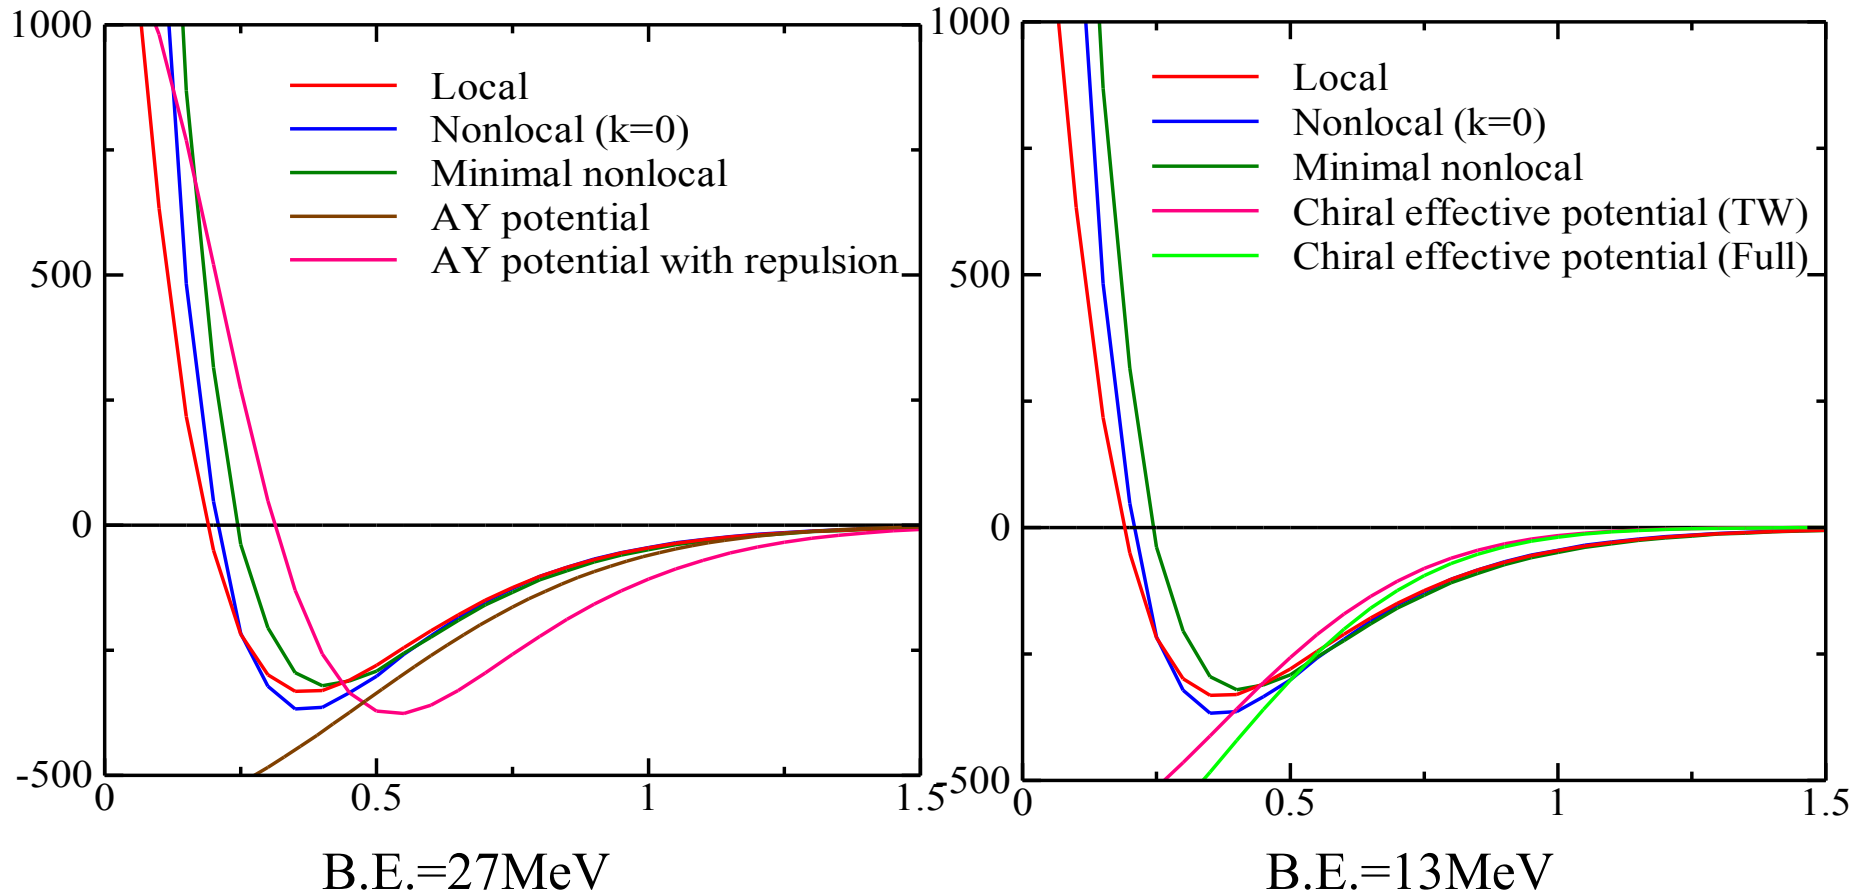 1000
500
0
-500
0
0.5
1
1.5
Local
Nonlocal (k=0)
Minimal nonlocal
AY potential
AY potential with repulsion
B.E.=27MeV
1000
500
0
-500
0
0.5
1
1.5
Local
Nonlocal (k=0)
Minimal nonlocal
Chiral effective potential (TW)
Chiral effective potential (Full)
B.E.=13MeV